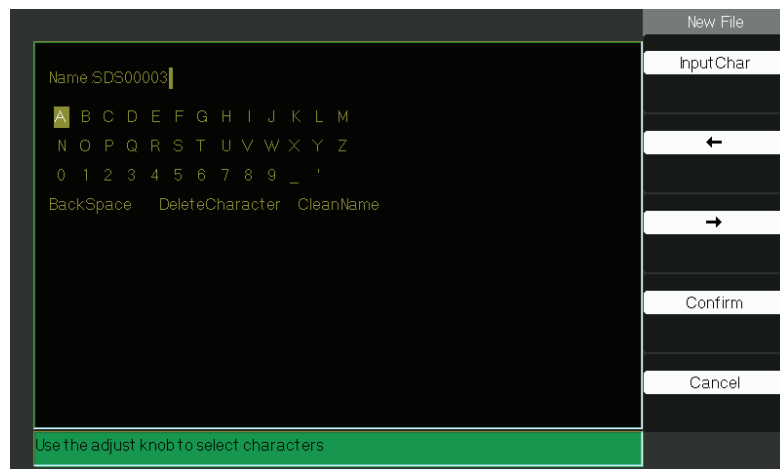 New File
InputChar
Name:SDS00003
A B C D E F G H I J K L M
←
N O P Q R S T U V W X Y Z
0 1 2 3 4 5 6 7 8 9 _ '
BackSpace DeleteCharacter CleanName
→
Confirm
Cancel
Use the adjust knob to select characters